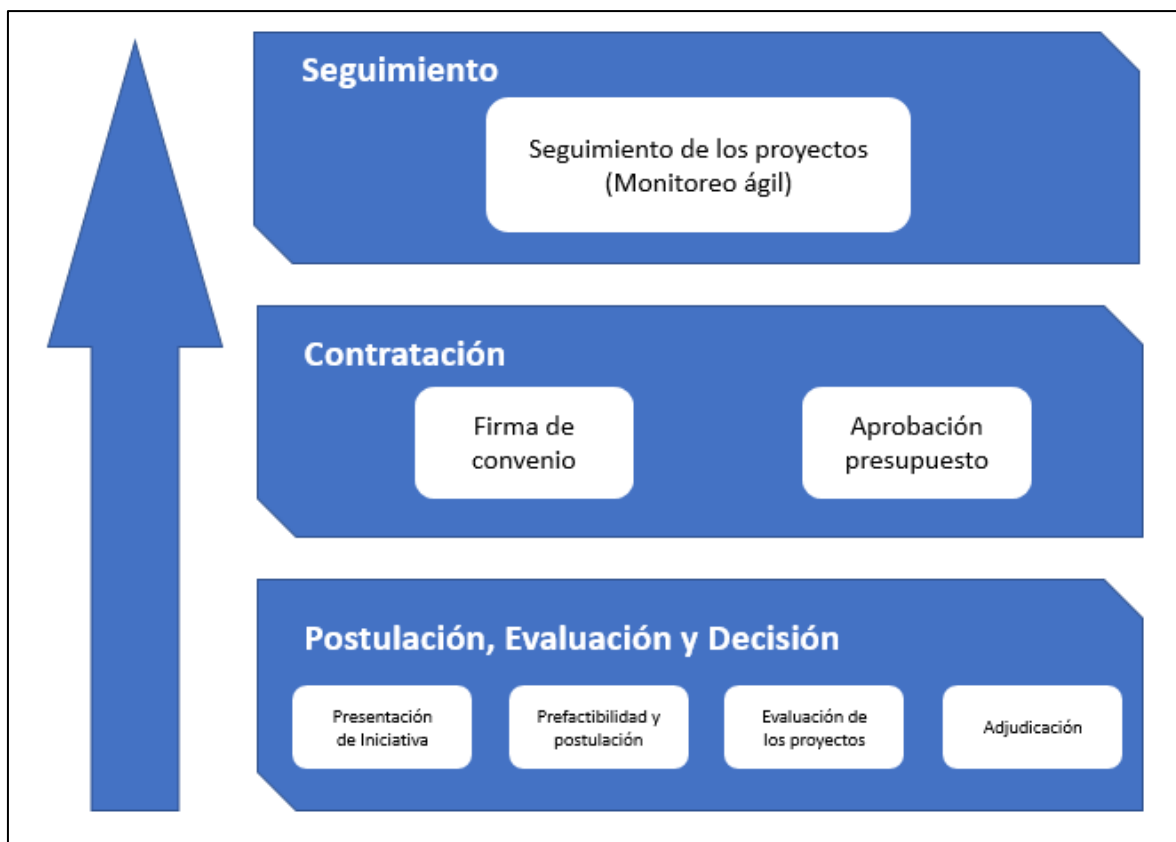 Seguimiento
Seguimiento de los proyectos
(Monitoreo ágil)
Contratación
Firma de
convenio
Aprobación
presupuesto
Postulación, Evaluación y Decisión
Presentación
de Iniciativa
Prefactibilidad y
postulación
Evaluación de
los proyectos
Adjudicación